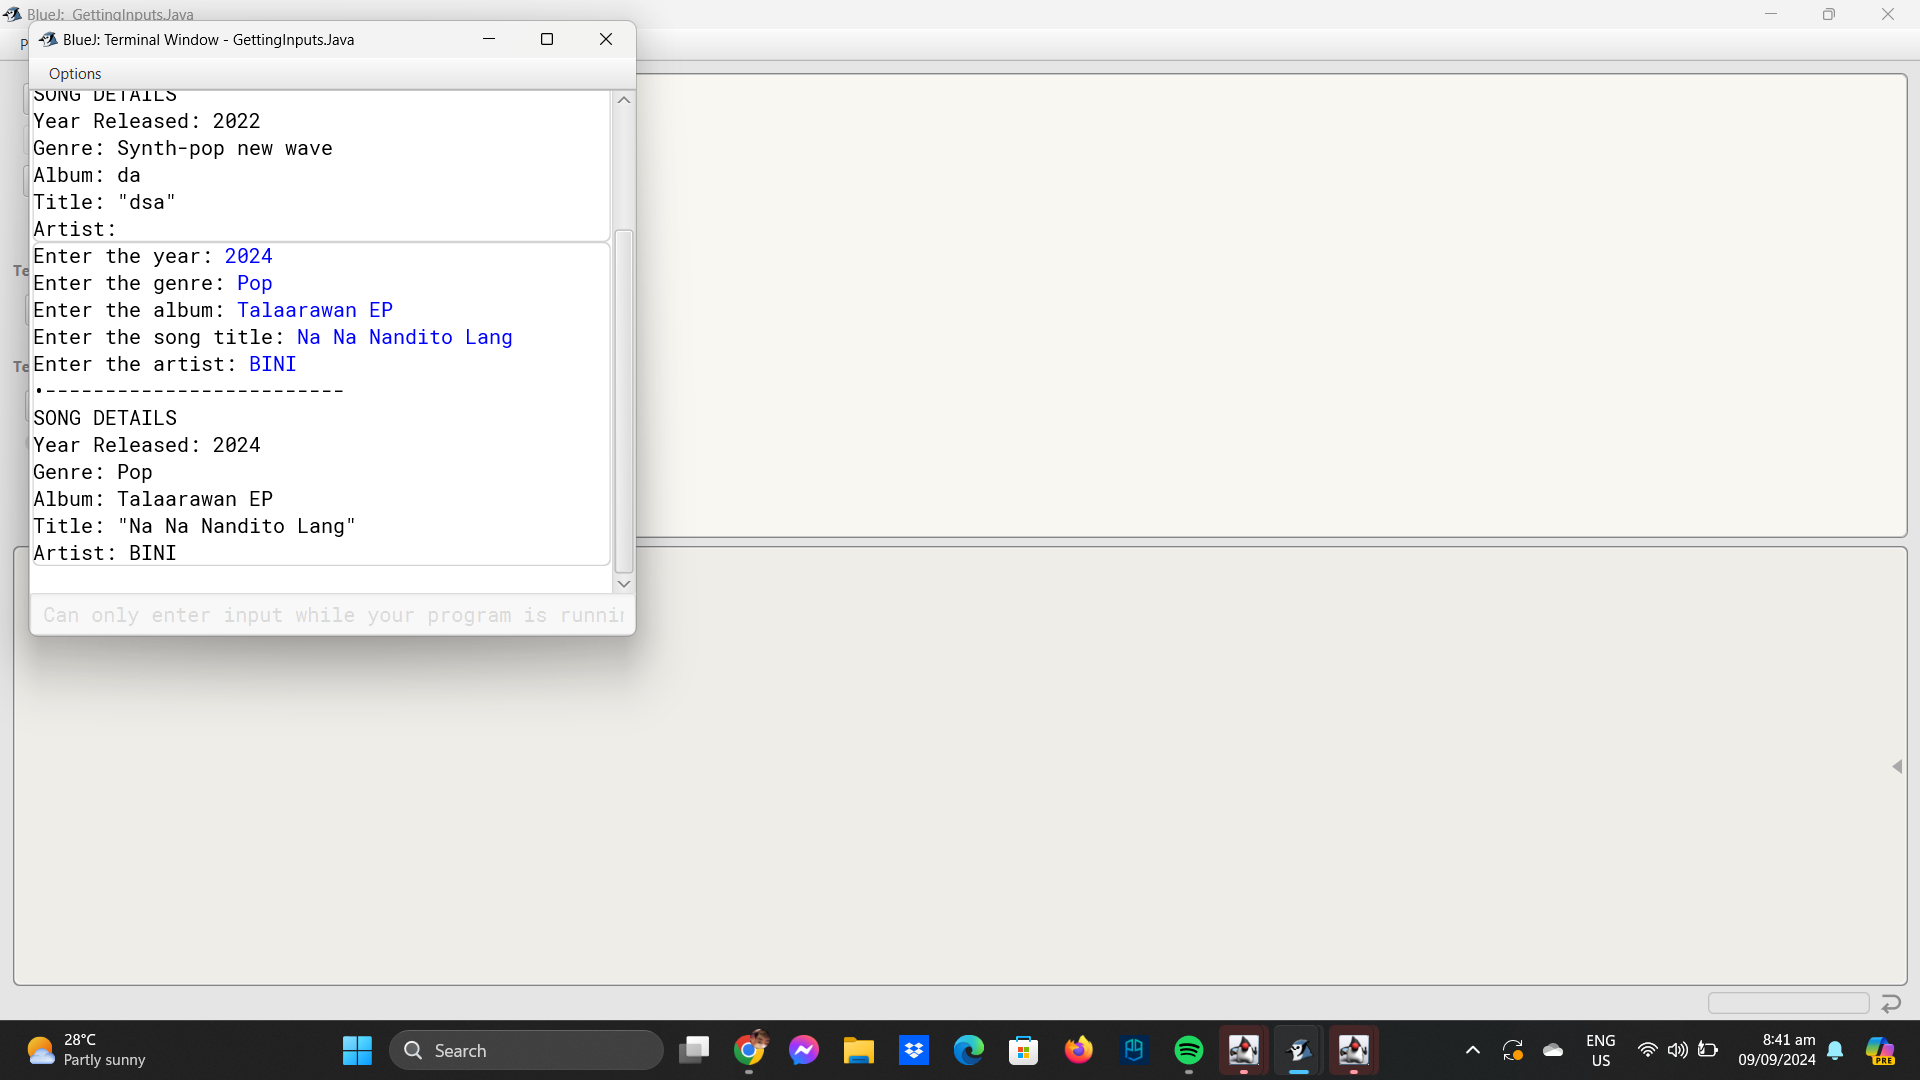 BlueJ: GettingInputs.Java
BlueJ: Terminal Window - GettingInputs.Java
Options
SONG DETAILS
Year Released: 2022
Genre: Synth-pop new wave
Album: da
Title: "dsa"
Artist:
Enter the year: 2024
Enter the genre: Pop
Enter the album: Talaarawan EP
Enter the song title: Na Na Nandito Lang
Enter the artist: BINI
•-------------------------
SONG DETAILS
Year Released: 2024
Genre: Pop
Album: Talaarawan EP
Title: "Na Na Nandito Lang"
Artist: BINI
Can only enter input while your program is
P
Te
Te
28°C
Partly sunny
Search
ENG
US
8:41 am
09/09/2024
PRE